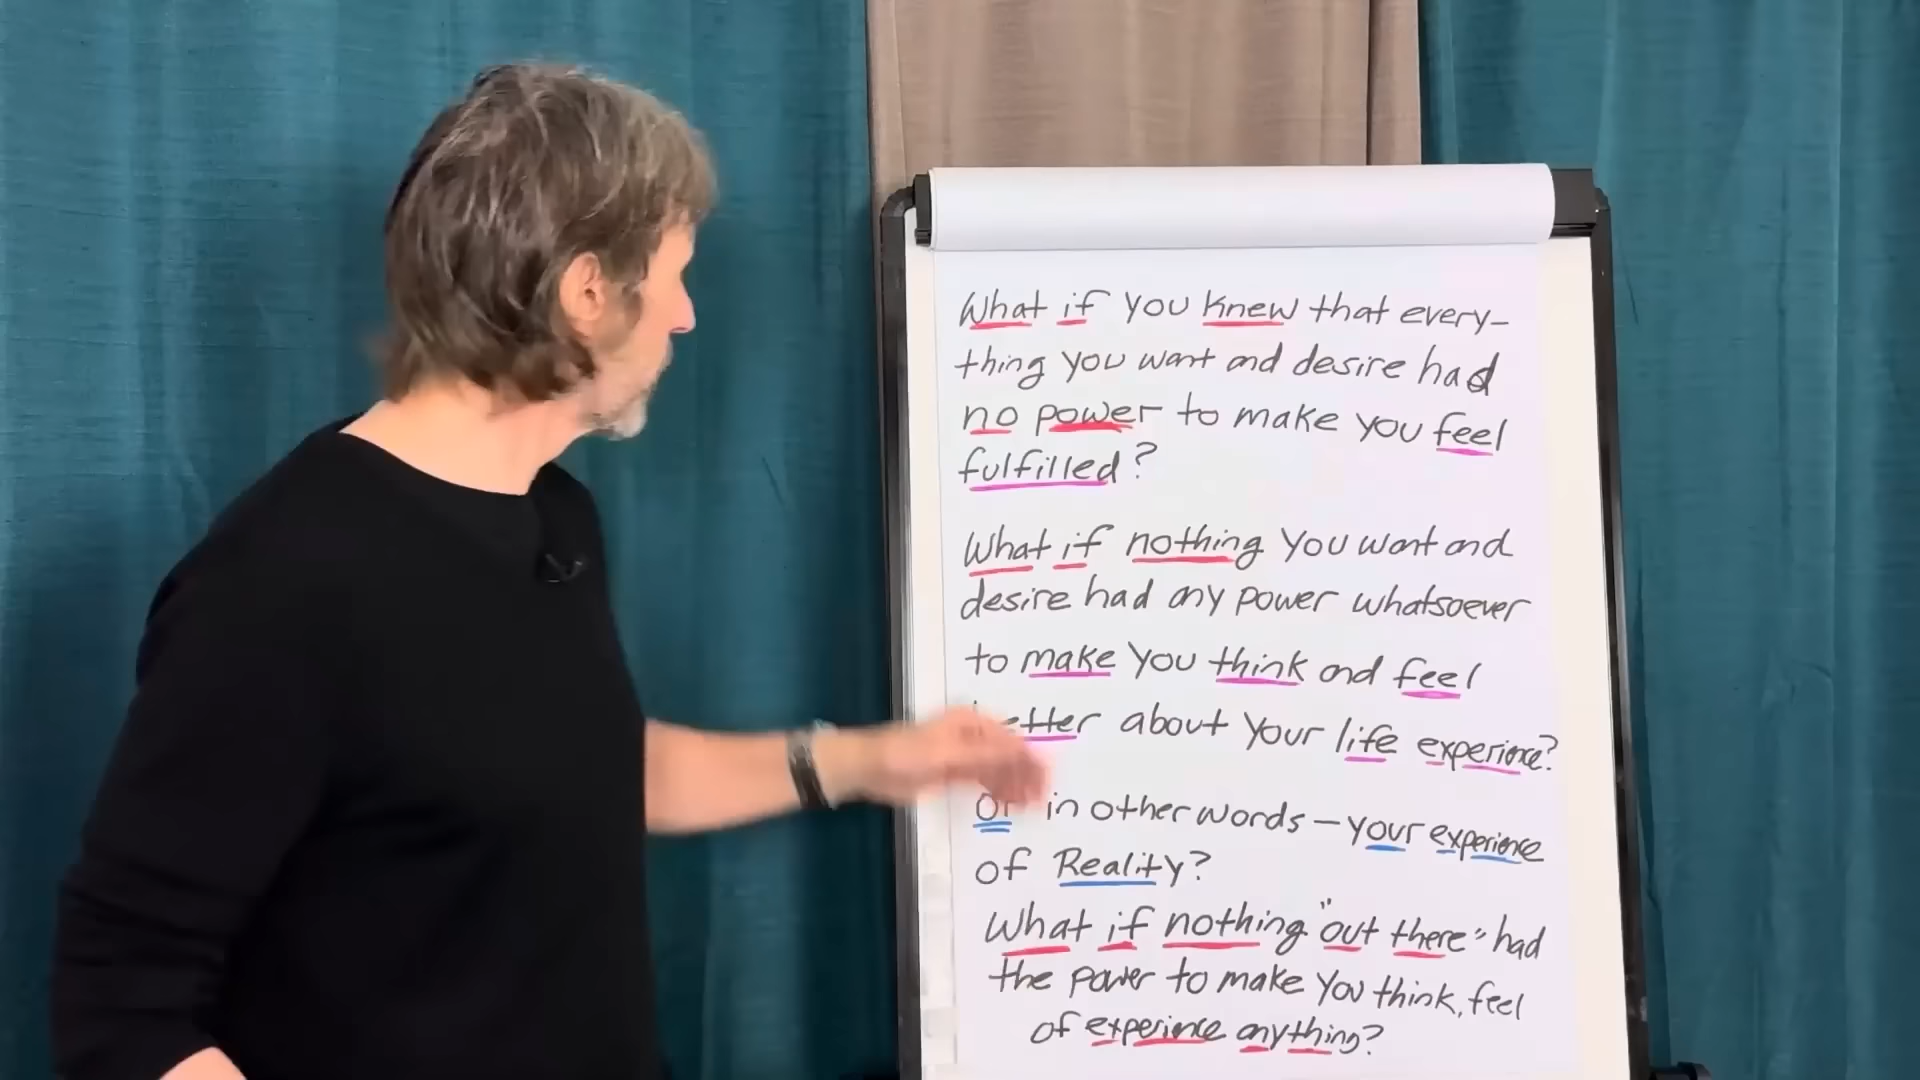 What if you knew that every-
thing you want and desire had
no power to make you feel
fulfilled?
What if nothing you want and
desire had any power whatsoever
to make you think and feel
better about your life experience?
Or in other words – your experience
of Reality?
What if nothing "out there" had
the power to make you think, feel
of experience anything?